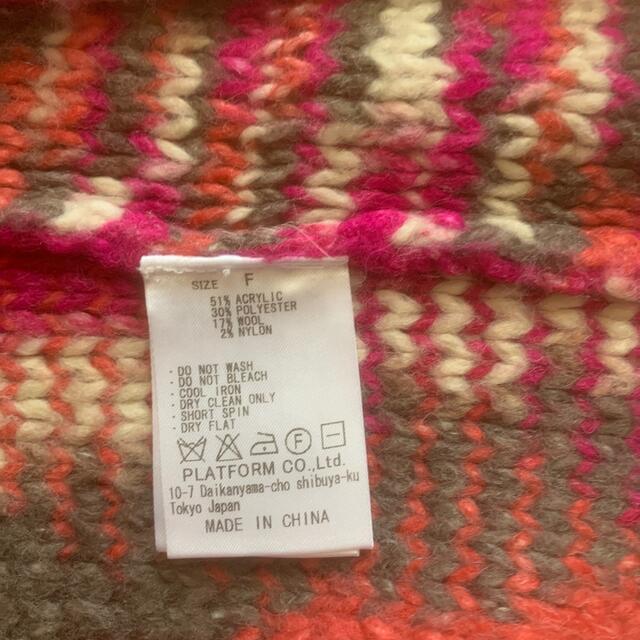 SIZE F
51% ACRYLIC
30% POLYESTER
17% WOOL
2% NYLON
· DO NOT WASH
· DO NOT BLEACH
· COOL IRON
· DRY CLEAN ONLY
· SHORT SPIN
· DRY FLAT
F
PLATFORM CO.,Ltd.
10-7 Daikanyama-cho shibuya-ku
Tokyo Japan
MADE IN CHINA